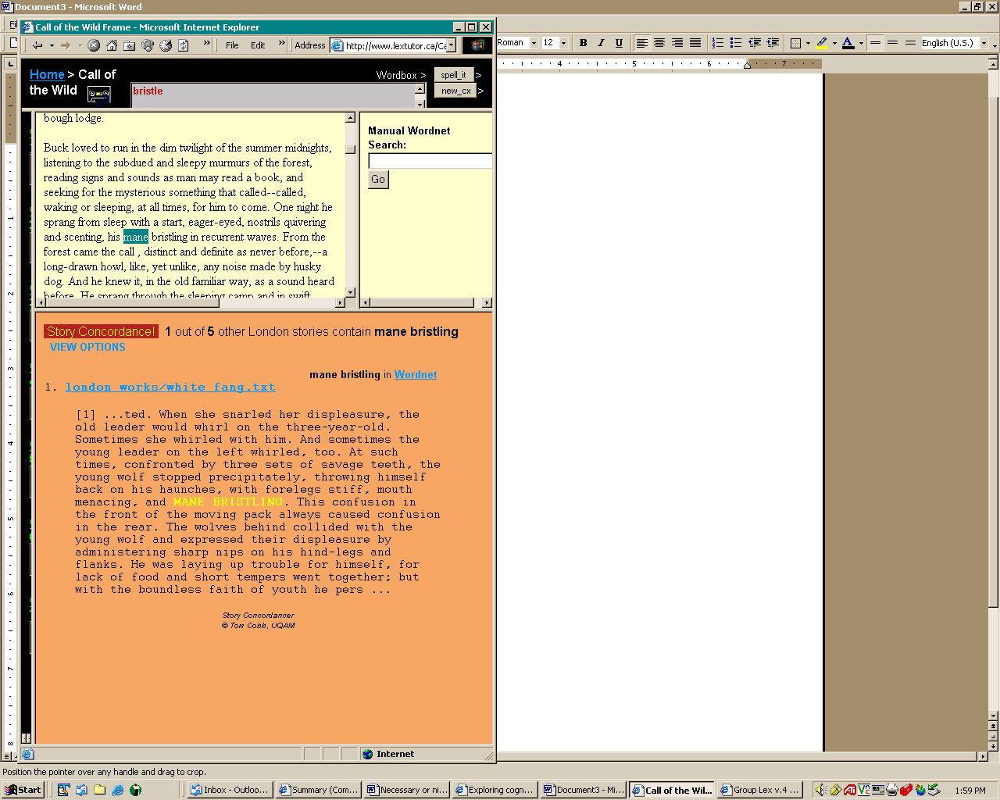 Document3 - Microsoft Word
Call of the Wild Frame - Microsoft Internet Explorer
File Edit » Address http://www.lextutor.ca/Ca
Roman 12 B I U English (U.S.)
Home > Call of
the Wild
Wordbox > spell_it >
bristle
new_cx >
bough lodge.
Buck loved to run in the dim twilight of the summer midnights,
listening to the subdued and sleepy murmurs of the forest,
reading signs and sounds as man may read a book, and
seeking for the mysterious something that called--called,
waking or sleeping, at all times, for him to come. One night he
sprang from sleep with a start, eager-eyed, nostrils quivering
and scenting, his mane bristling in recurrent waves. From the
forest came the call , distinct and definite as never before,--a
long-drawn howl, like, yet unlike, any noise made by husky
dog. And he knew it, in the old familiar way, as a sound heard
before. He sprang through the sleeping camp and in swift
Manual Wordnet
Search:
Go
Story Concordance! 1 out of 5 other London stories contain mane bristling
VIEW OPTIONS
mane bristling in Wordnet
1. london_works/white_fang.txt
[1] ...ted. When she snarled her displeasure, the
old leader would whirl on the three-year-old.
Sometimes she whirled with him. And sometimes the
young leader on the left whirled, too. At such
times, confronted by three sets of savage teeth, the
young wolf stopped precipitately, throwing himself
back on his haunches, with forelegs stiff, mouth
menacing, and MANE BRISTLING. This confusion in
the front of the moving pack always caused confusion
in the rear. The wolves behind collided with the
young wolf and expressed their displeasure by
administering sharp nips on his hind-legs and
flanks. He was laying up trouble for himself, for
lack of food and short tempers went together; but
with the boundless faith of youth he pers ...
Story Concordancer
© Tom Cobb, UQAM
Internet
Position the pointer over any handle and drag to crop.
Start Inbox - Outloo... Summary (Com... Necessary or ni... Exploring cogn... Document3 - Mi... Call of the Wil... Group Lex v.4 ... 1:59 PM